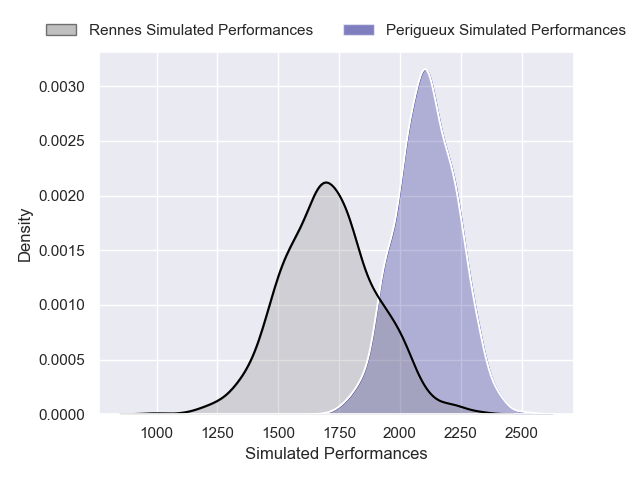 Rennes Simulated Performances Perigueux Simulated Performances
0.0030
0.0025
0.0020
0.0015
0.0010
0.0005
0.0000
Density
1000 1250 1500 1750 2000 2250 2500
Simulated Performances